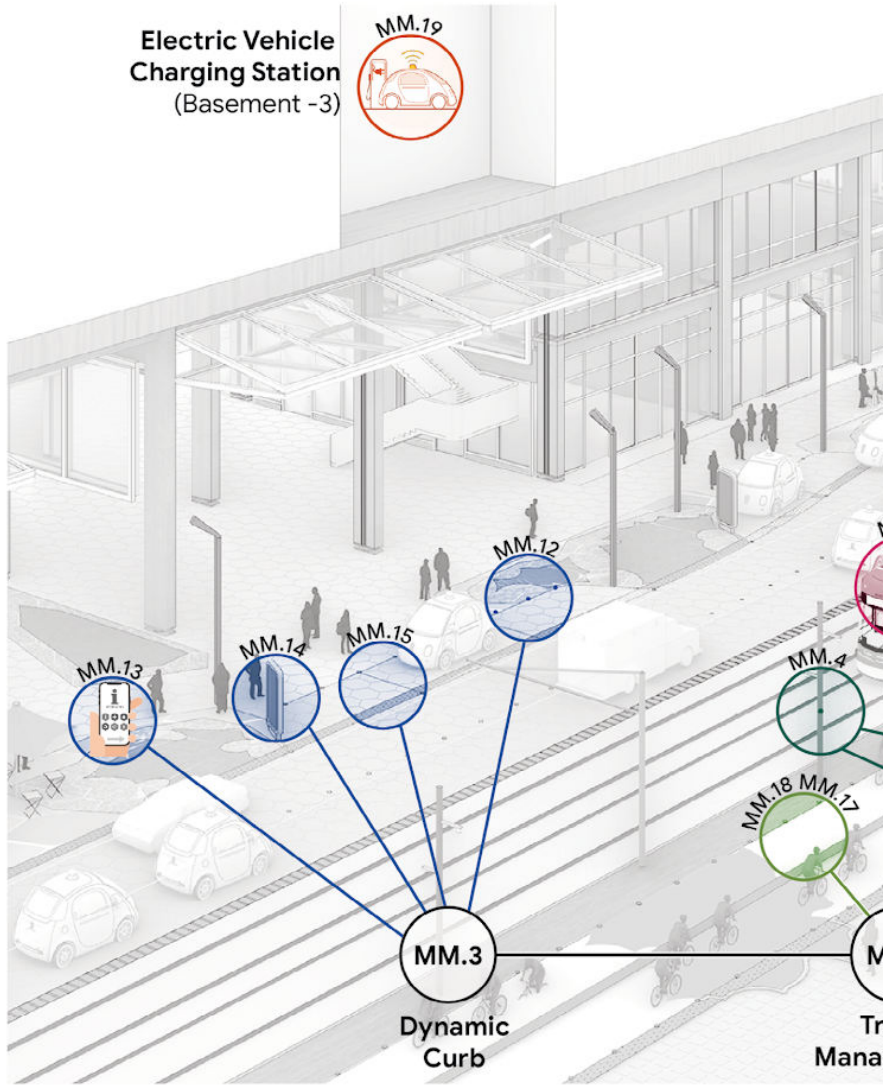 MM.19
Electric Vehicle
Charging Station
(Basement -3)
MM.12
MM.13
MM.14
MM.15
MM.4
MM.18 MM.17
MM.3
Dynamic
Curb